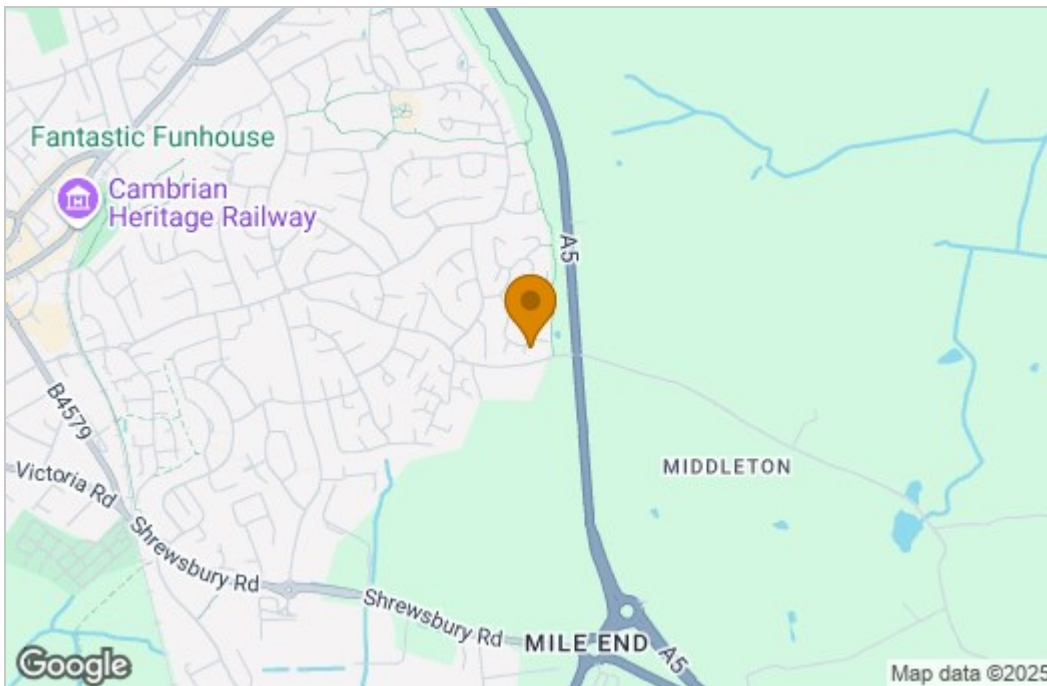 Fantastic Funhouse
Cambrian
Heritage Railway
A5
B4579
MIDDLETON
Victoria Rd
Shrewsbury Rd
Shrewsbury Rd
MILE END
A5
Google
Map data ©2025